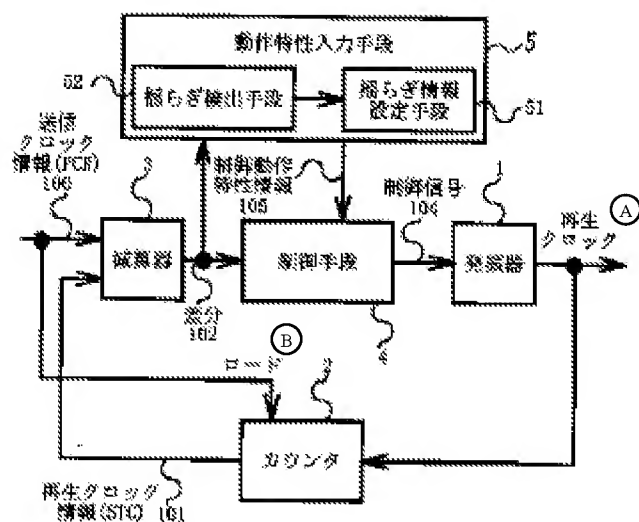 動作特性入力手段
5
52
揺らぎ検出手段
揺らぎ情報
設定手段
51
送信
クロック
情報(PCR)
100
3
減算器
差分
102
制御動作
特性情報
105
制御手段
4
制御信号
104
1
発振器
再生
クロック
A
B
ロード
2
カウンタ
再生クロック
情報(STC)
101